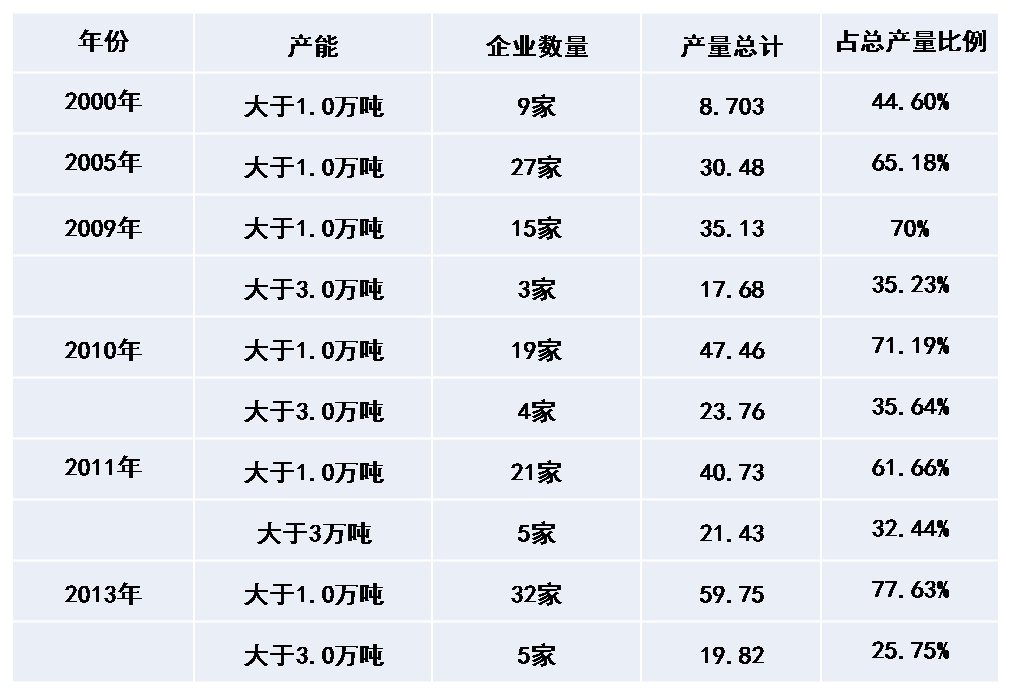 年份 产能 企业数量 产量总计 占总产量比例
2000年 大于1.0万吨 9家 8.703 44.60%
2005年 大于1.0万吨 27家 30.48 65.18%
2009年 大于1.0万吨 15家 35.13 70%
大于3.0万吨 3家 17.68 35.23%
2010年 大于1.0万吨 19家 47.46 71.19%
大于3.0万吨 4家 23.76 35.64%
2011年 大于1.0万吨 21家 40.73 61.66%
大于3万吨 5家 21.43 32.44%
2013年 大于1.0万吨 32家 59.75 77.63%
大于3.0万吨 5家 19.82 25.75%